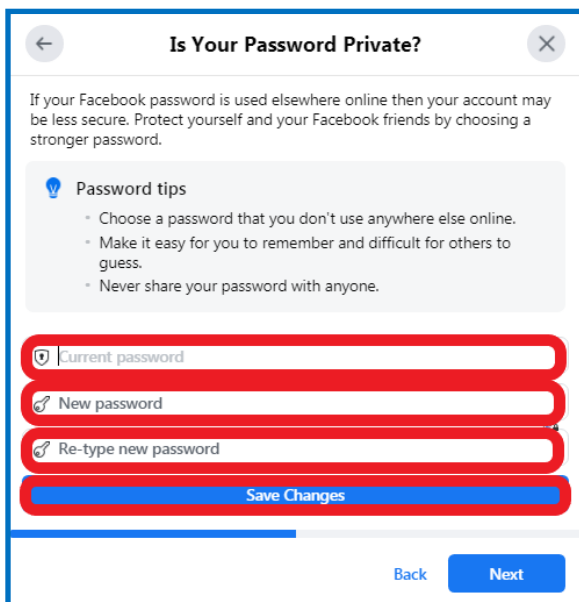 Is Your Password Private?
If your Facebook password is used elsewhere online then your account may
be less secure. Protect yourself and your Facebook friends by choosing a
stronger password.
Password tips
• Choose a password that you don't use anywhere else online.
• Make it easy for you to remember and difficult for others to
guess.
• Never share your password with anyone.
Current password
New password
Re-type new password
Save Changes
Back Next